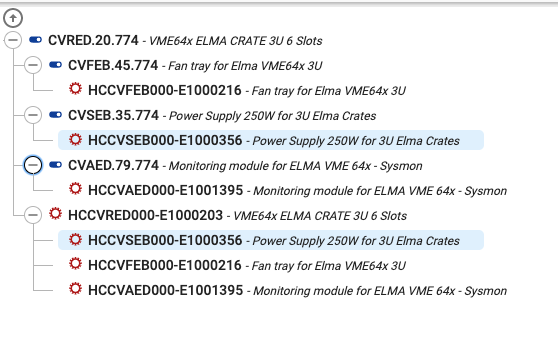 CVRED.20.774 - VME64x ELMA CRATE 3U 6 Slots
CVFEB.45.774 - Fan tray for Elma VME64x 3U
HCCVFEB000-E1000216 - Fan tray for Elma VME64x 3U
CVSEB.35.774 - Power Supply 250W for 3U Elma Crates
HCCVSEB000-E1000356 - Power Supply 250W for 3U Elma Crates
CVAED.79.774 - Monitoring module for ELMA VME 64x - Sysmon
HCCVAED000-E1001395 - Monitoring module for ELMA VME 64x - Sysmon
HCCVRED000-E1000203 - VME64x ELMA CRATE 3U 6 Slots
HCCVSEB000-E1000356 - Power Supply 250W for 3U Elma Crates
HCCVFEB000-E1000216 - Fan tray for Elma VME64x 3U
HCCVAED000-E1001395 - Monitoring module for ELMA VME 64x - Sysmon